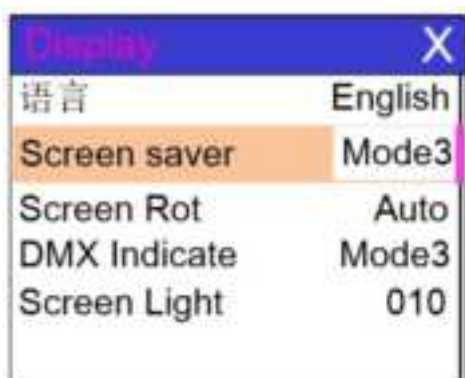 Display X
语言 English
Screen saver Mode3
Screen Rot Auto
DMX Indicate Mode3
Screen Light 010